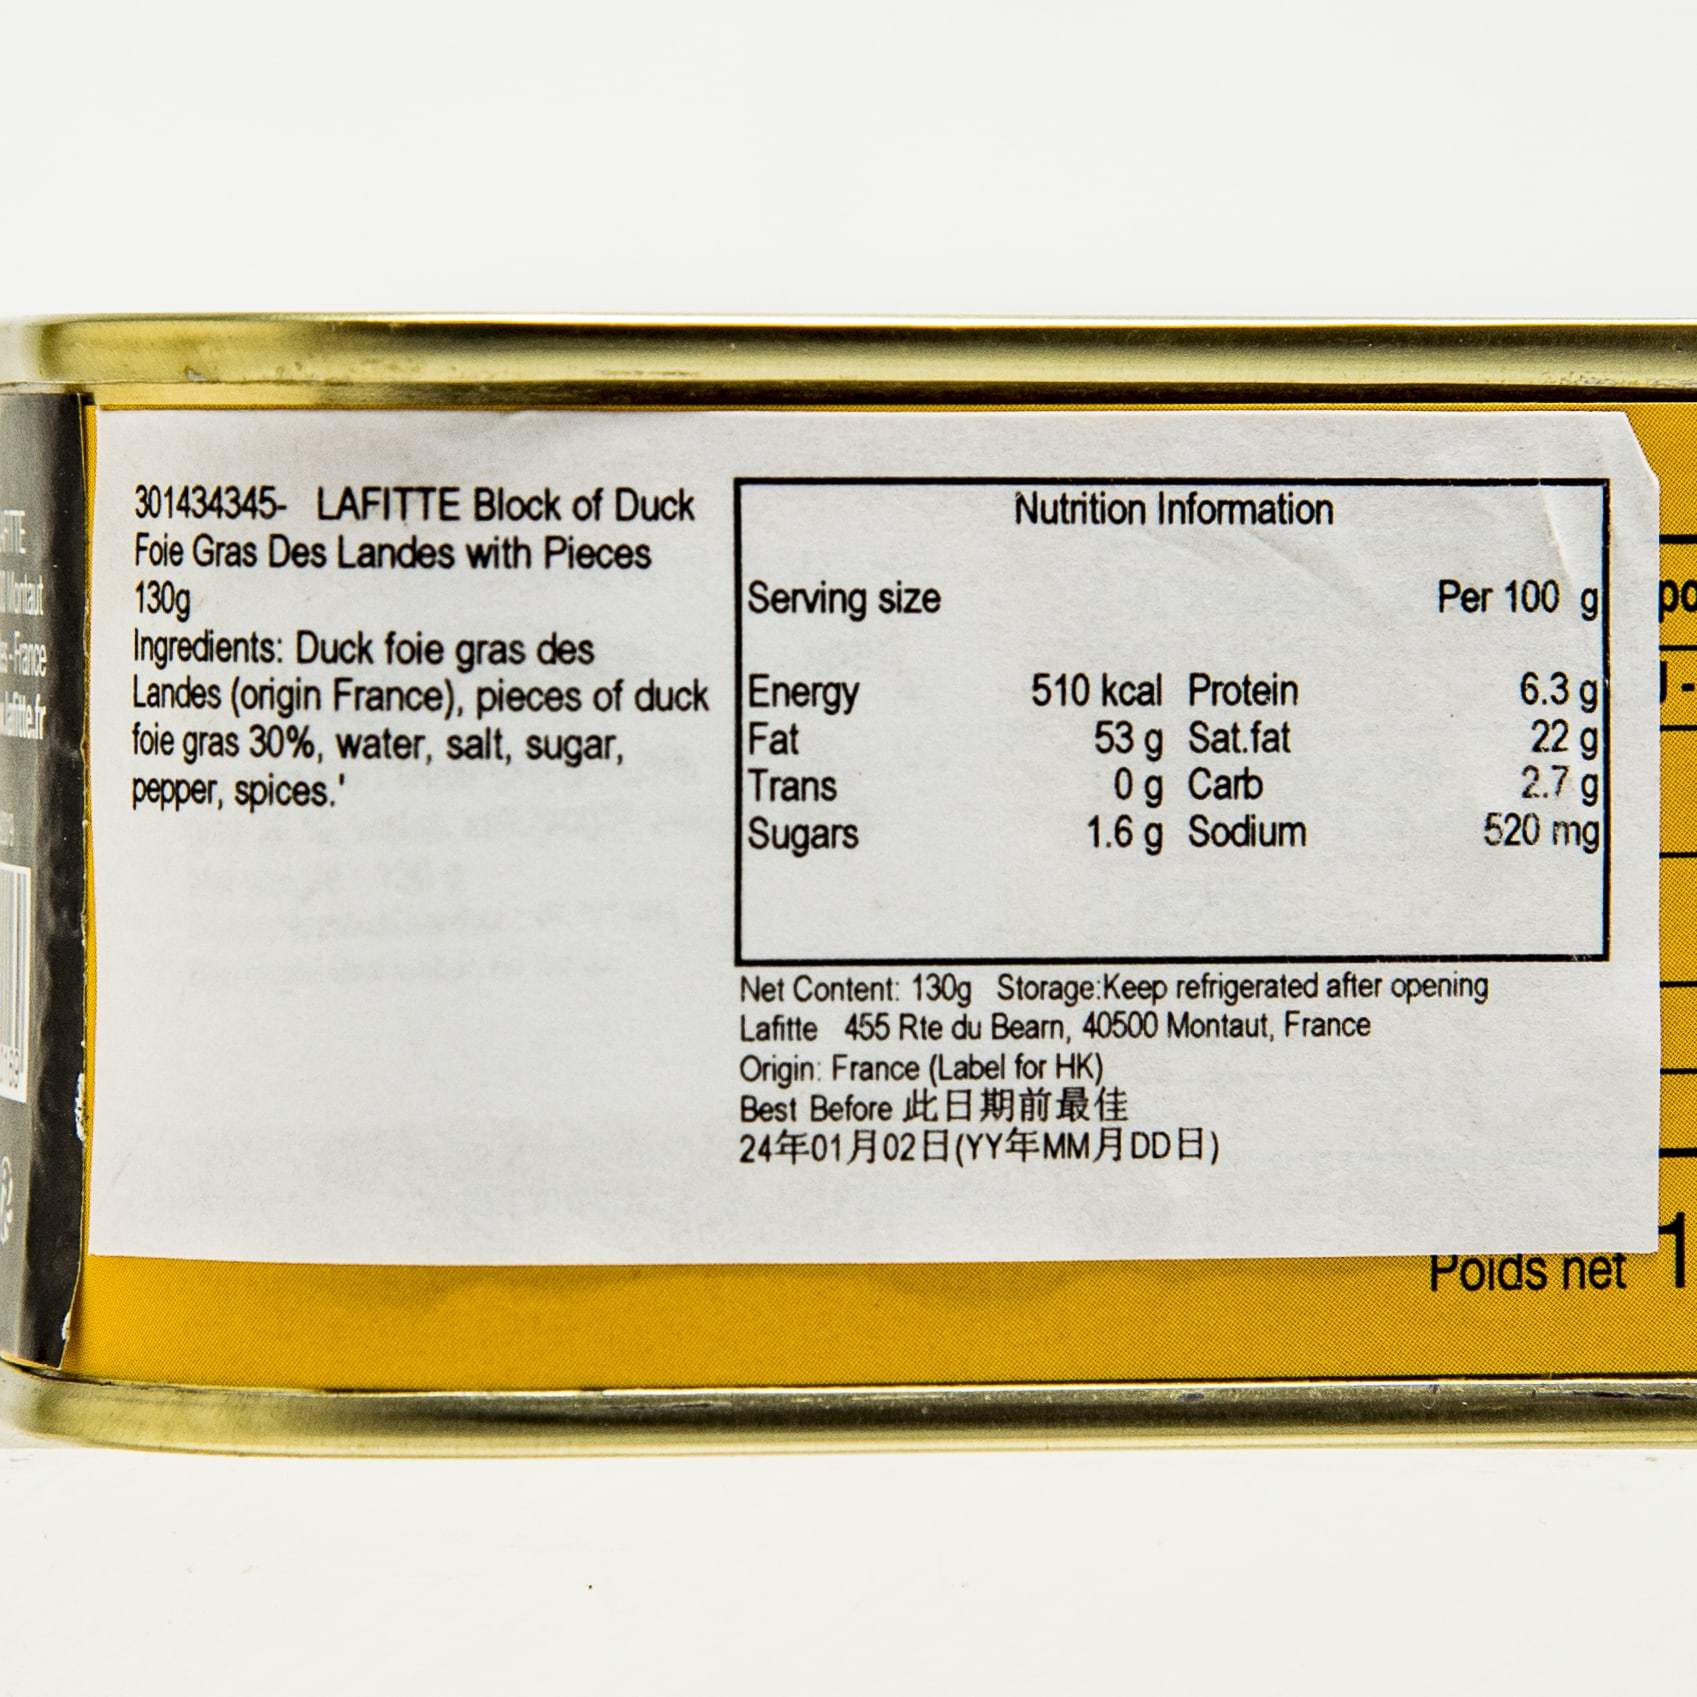 301434345- LAFITTE Block of Duck
Foie Gras Des Landes with Pieces
130g
Ingredients: Duck foie gras des
Landes (origin France), pieces of duck
foie gras 30%, water, salt, sugar,
pepper, spices.'
Nutrition Information
Serving size Per 100 g
Energy 510 kcal Protein 6.3 g
Fat 53 g Sat.fat 22 g
Trans 0 g Carb 2.7 g
Sugars 1.6 g Sodium 520 mg
Net Content: 130g Storage:Keep refrigerated after opening
Lafitte 455 Rte du Bearn, 40500 Montaut, France
Origin: France (Label for HK)
Best Before 此日期前最佳
24年01月02日(YY年MM月DD日)
Poids net 1
Montaut
France
lafitte.fr